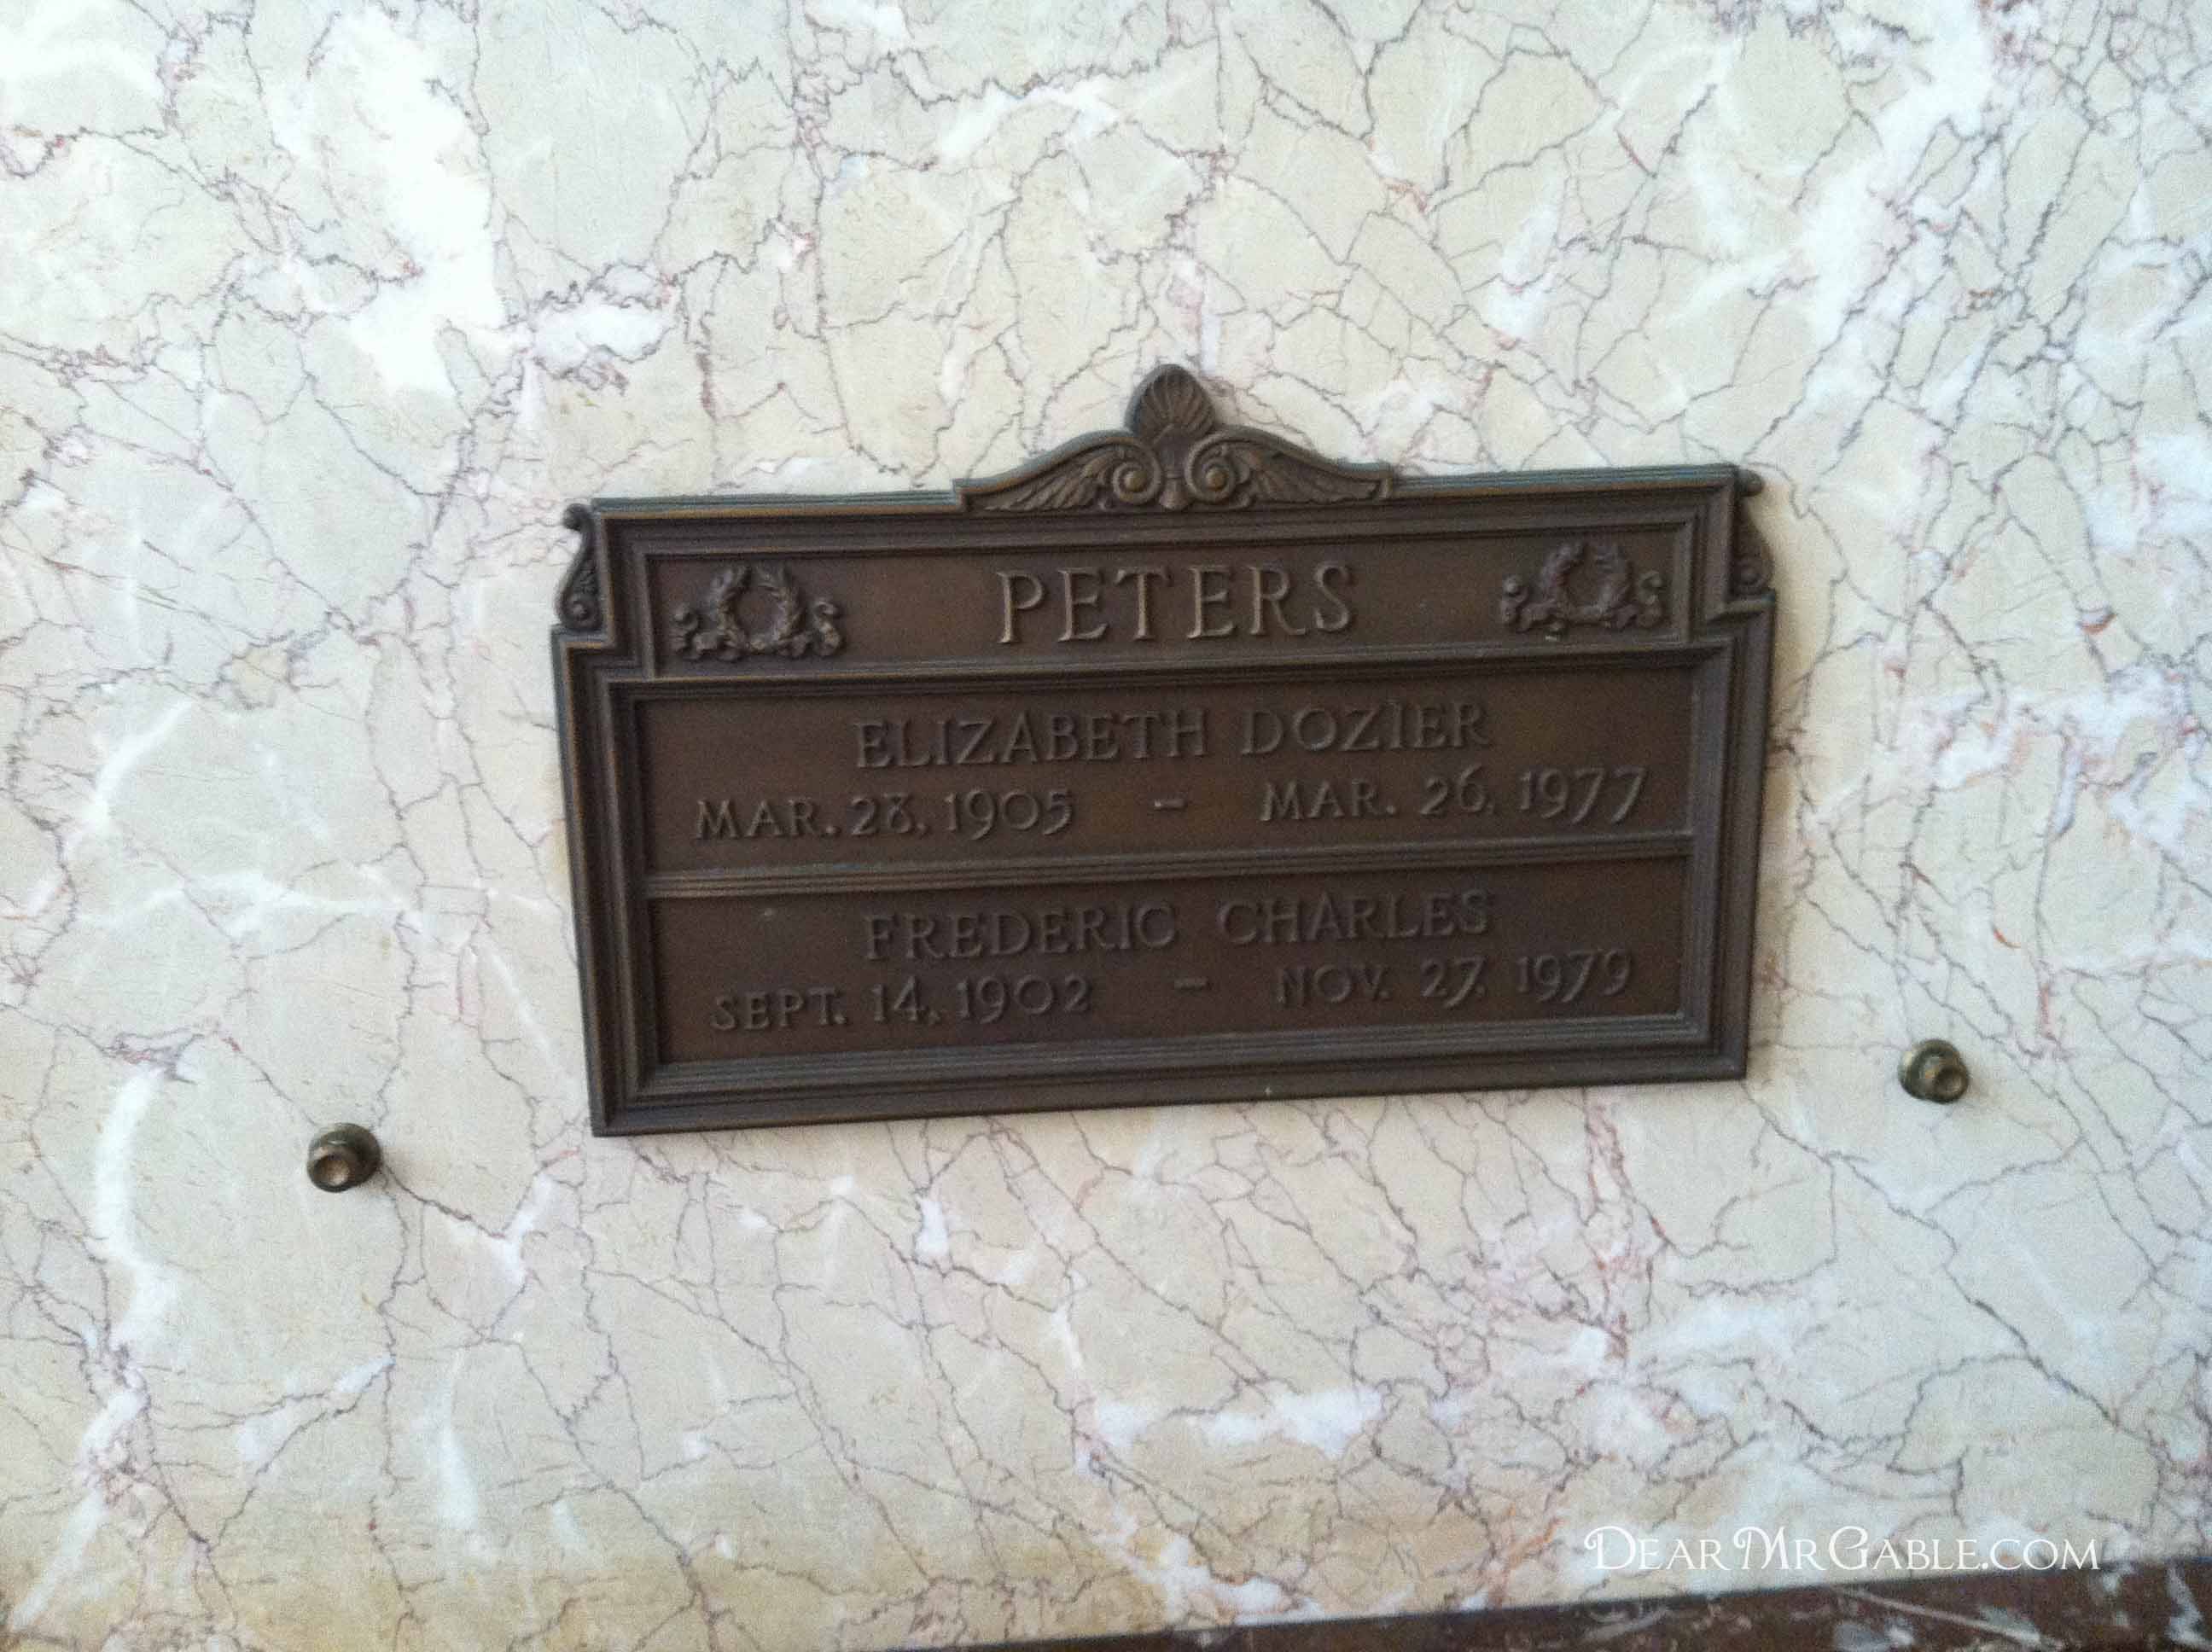 PETERS
ELIZABETH DOZIER
MAR. 28, 1905 - MAR. 26, 1977
FREDERIC CHARLES
SEPT. 14, 1902 - NOV. 27, 1979
DEARMRGABLE.COM